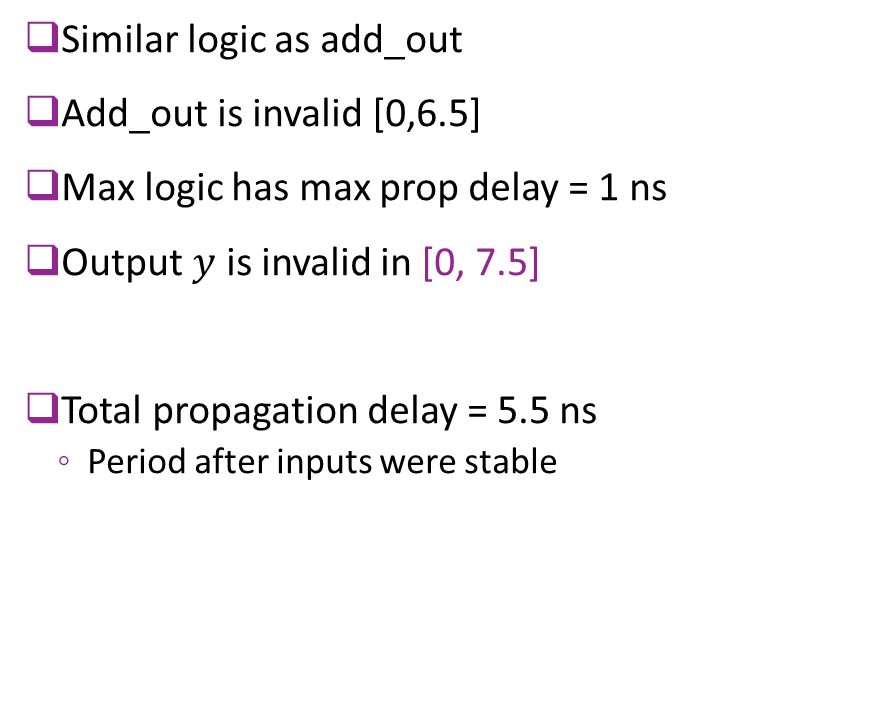 ❑Similar logic as add_out
❑Add_out is invalid [0,6.5]
❑Max logic has max prop delay = 1 ns
❑Output 𝑦 is invalid in [0, 7.5]
❑Total propagation delay = 5.5 ns
◦ Period after inputs were stable